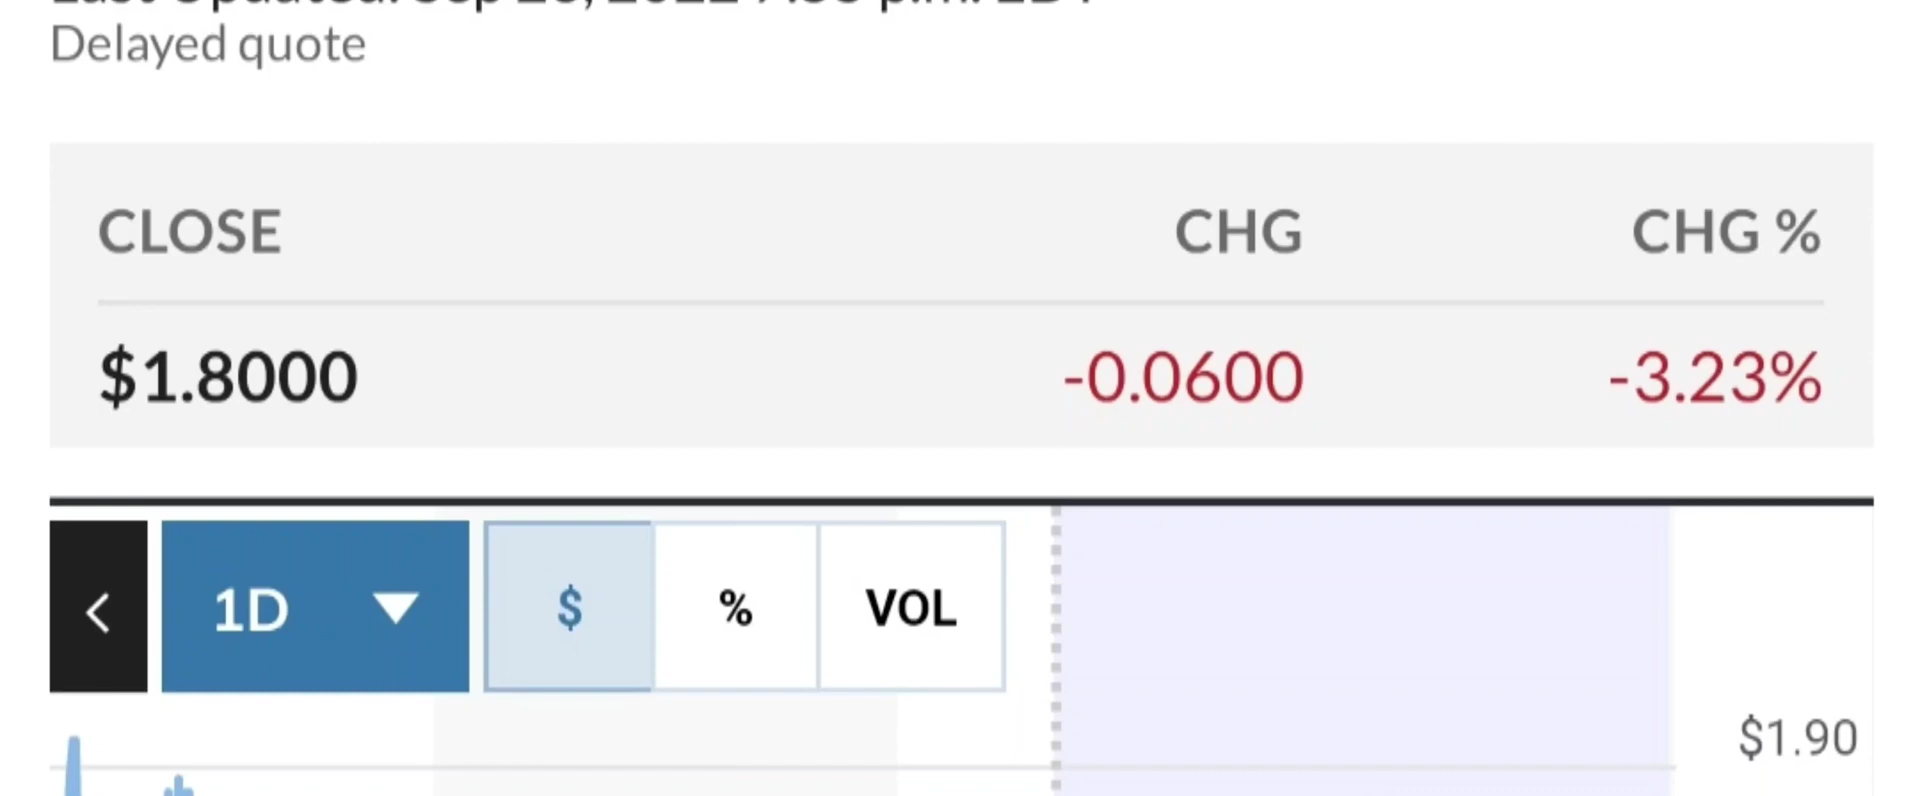 Delayed quote
CLOSE CHG CHG %
$1.8000 -0.0600 -3.23%
1D $ % VOL
$1.90